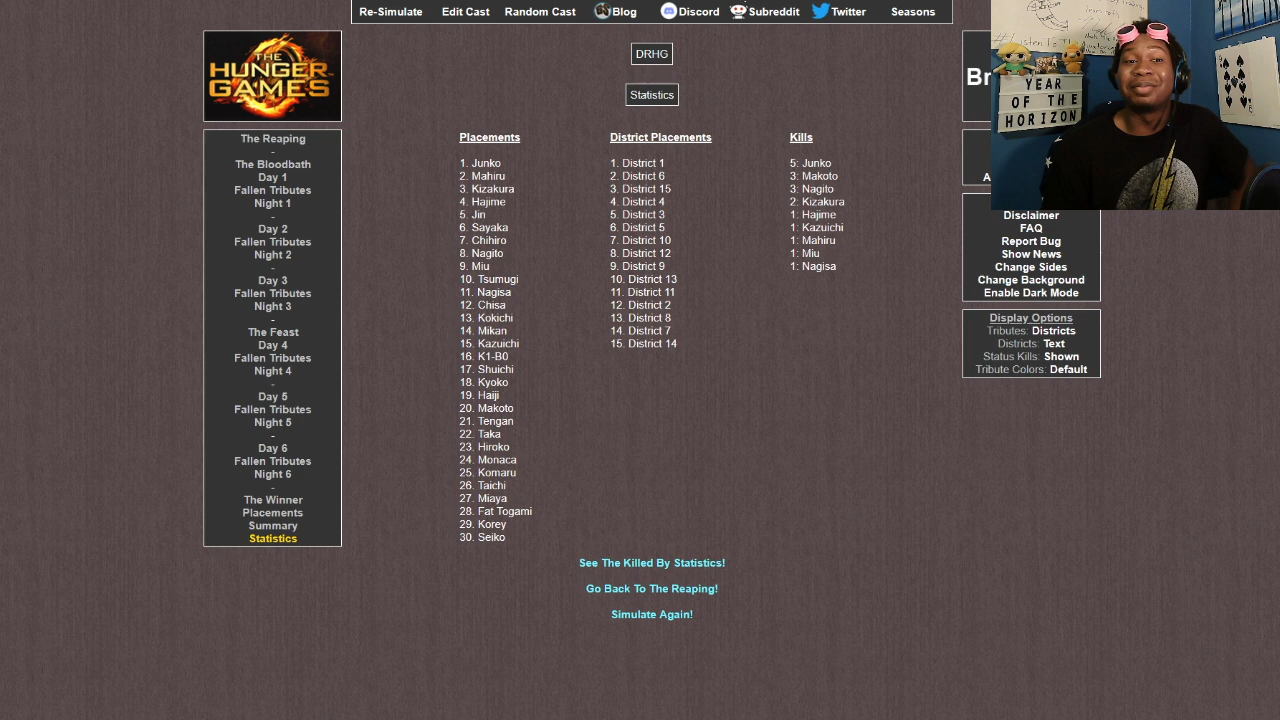 Re-Simulate Edit Cast Random Cast Blog Discord Subreddit Twitter Seasons
THE
HUNGER
GAMES
The Reaping
-
The Bloodbath
Day 1
Fallen Tributes
Night 1
-
Day 2
Fallen Tributes
Night 2
-
Day 3
Fallen Tributes
Night 3
-
The Feast
Day 4
Fallen Tributes
Night 4
-
Day 5
Fallen Tributes
Night 5
-
Day 6
Fallen Tributes
Night 6
-
The Winner
Placements
Summary
Statistics
DRHG
Statistics
Placements
1. Junko
2. Mahiru
3. Kizakura
4. Hajime
5. Jin
6. Sayaka
7. Chihiro
8. Nagito
9. Miu
10. Tsumugi
11. Nagisa
12. Chisa
13. Kokichi
14. Mikan
15. Kazuichi
16. K1-B0
17. Shuichi
18. Kyoko
19. Haiji
20. Makoto
21. Tengan
22. Taka
23. Hiroko
24. Monaca
25. Komaru
26. Taichi
27. Miaya
28. Fat Togami
29. Korey
30. Seiko
District Placements
1. District 1
2. District 6
3. District 15
4. District 4
5. District 3
6. District 5
7. District 10
8. District 12
9. District 9
10. District 13
11. District 11
12. District 2
13. District 8
14. District 7
15. District 14
Kills
5: Junko
3: Makoto
3: Nagito
2: Kizakura
1: Hajime
1: Kazuichi
1: Mahiru
1: Miu
1: Nagisa
See The Killed By Statistics!
Go Back To The Reaping!
Simulate Again!
Br
A
YEAR
OF THE
HORIZON
Disclaimer
FAQ
Report Bug
Show News
Change Sides
Change Background
Enable Dark Mode
Display Options
Tributes: Districts
Districts: Text
Status Kills: Shown
Tribute Colors: Default